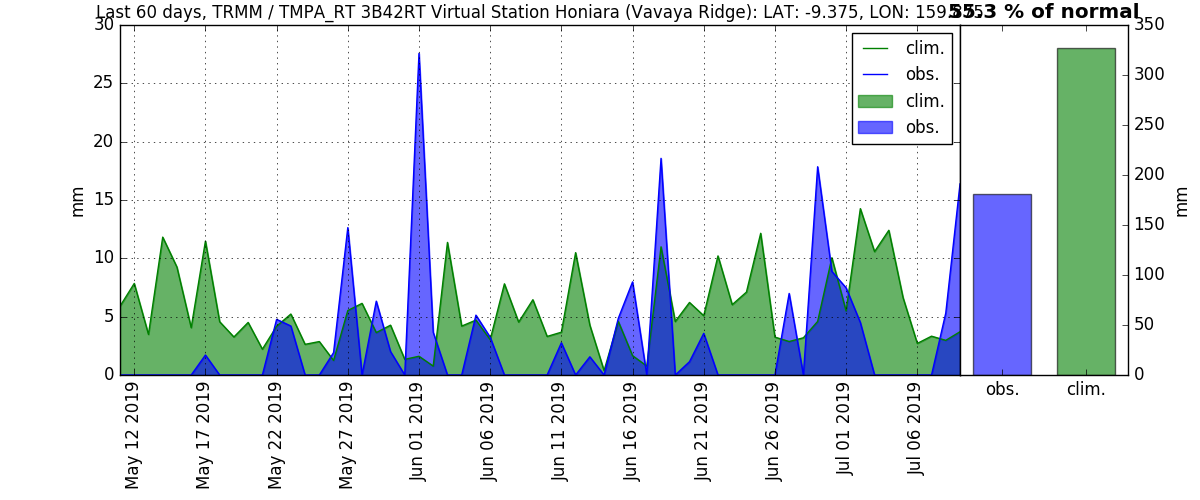 Last 60 days, TRMM / TMPA_RT 3B42RT Virtual Station Honiara (Vavaya Ridge): LAT: -9.375, LON:
55.3 % of normal
30
25
20
15
10
5
0
mm
clim.
obs.
clim.
obs.
350
300
250
200
150
100
50
0
mm
obs.
clim.
May 12 2019
May 17 2019
May 22 2019
May 27 2019
Jun 01 2019
Jun 06 2019
Jun 11 2019
Jun 16 2019
Jun 21 2019
Jun 26 2019
Jul 01 2019
Jul 06 2019